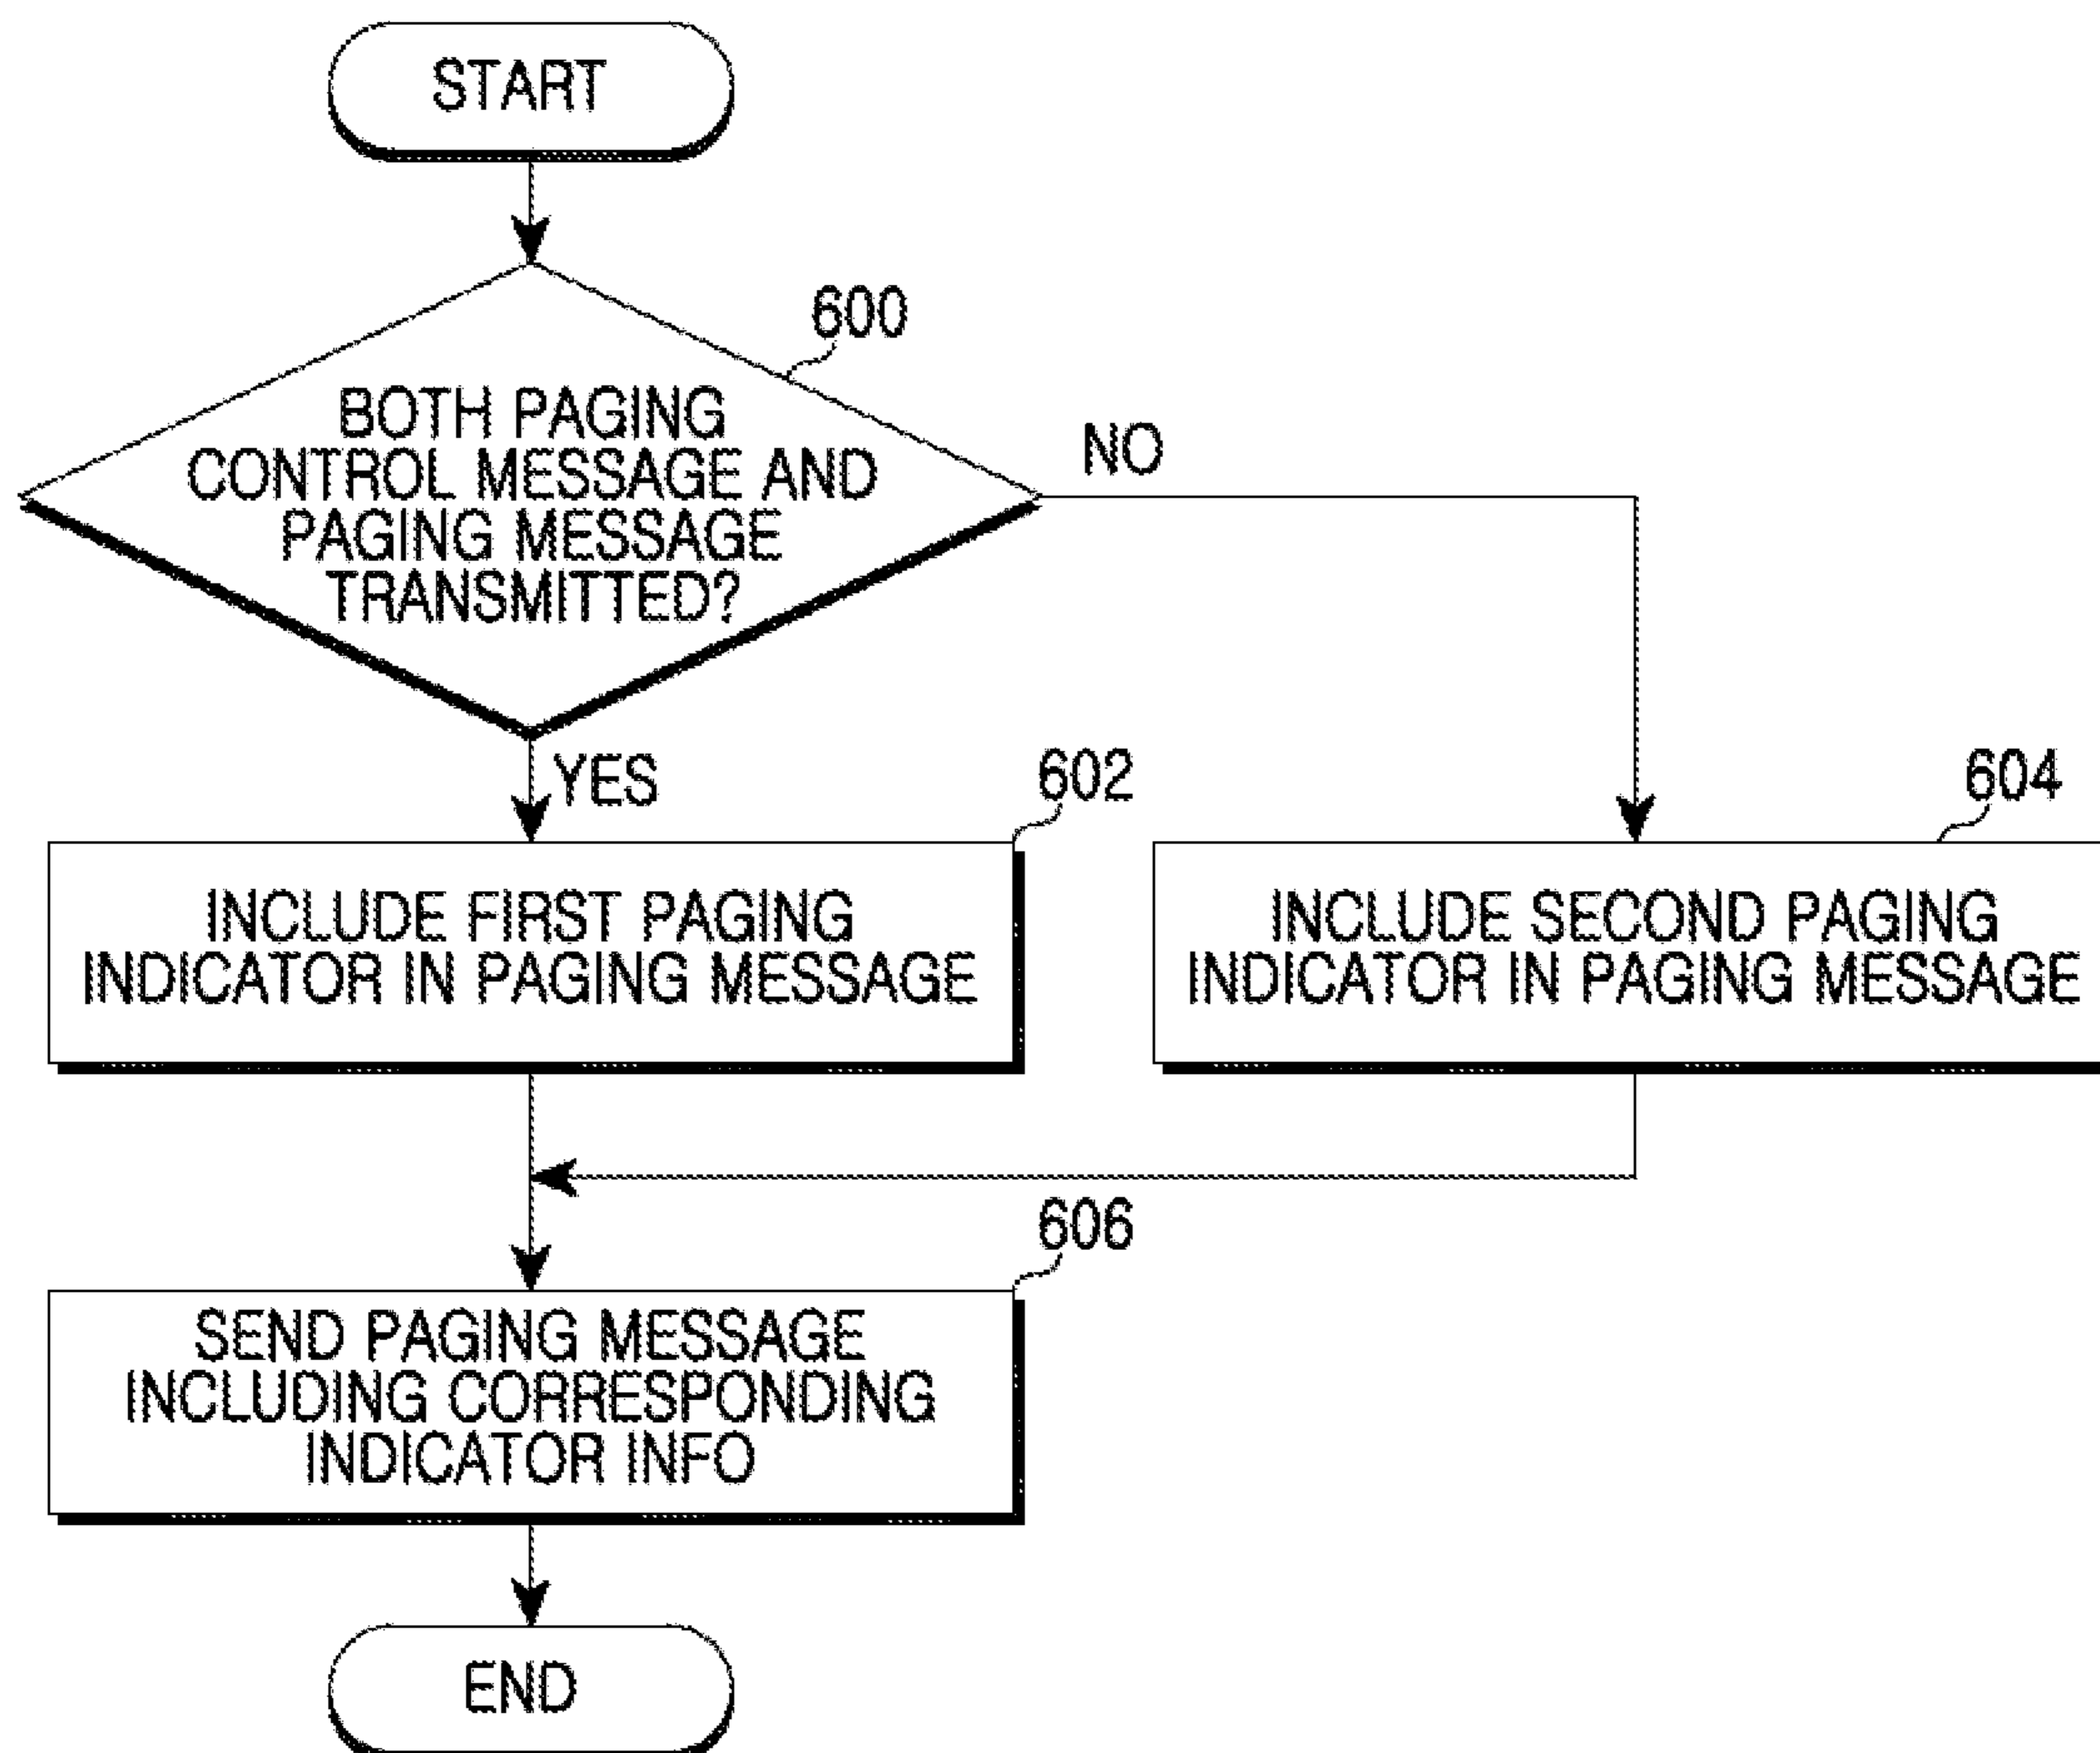 START
600
BOTH PAGING
CONTROL MESSAGE AND
PAGING MESSAGE
TRANSMITTED?
NO
YES
602
INCLUDE FIRST PAGING
INDICATOR IN PAGING MESSAGE
604
INCLUDE SECOND PAGING
INDICATOR IN PAGING MESSAGE
606
SEND PAGING MESSAGE
INCLUDING CORRESPONDING
INDICATOR INFO
END